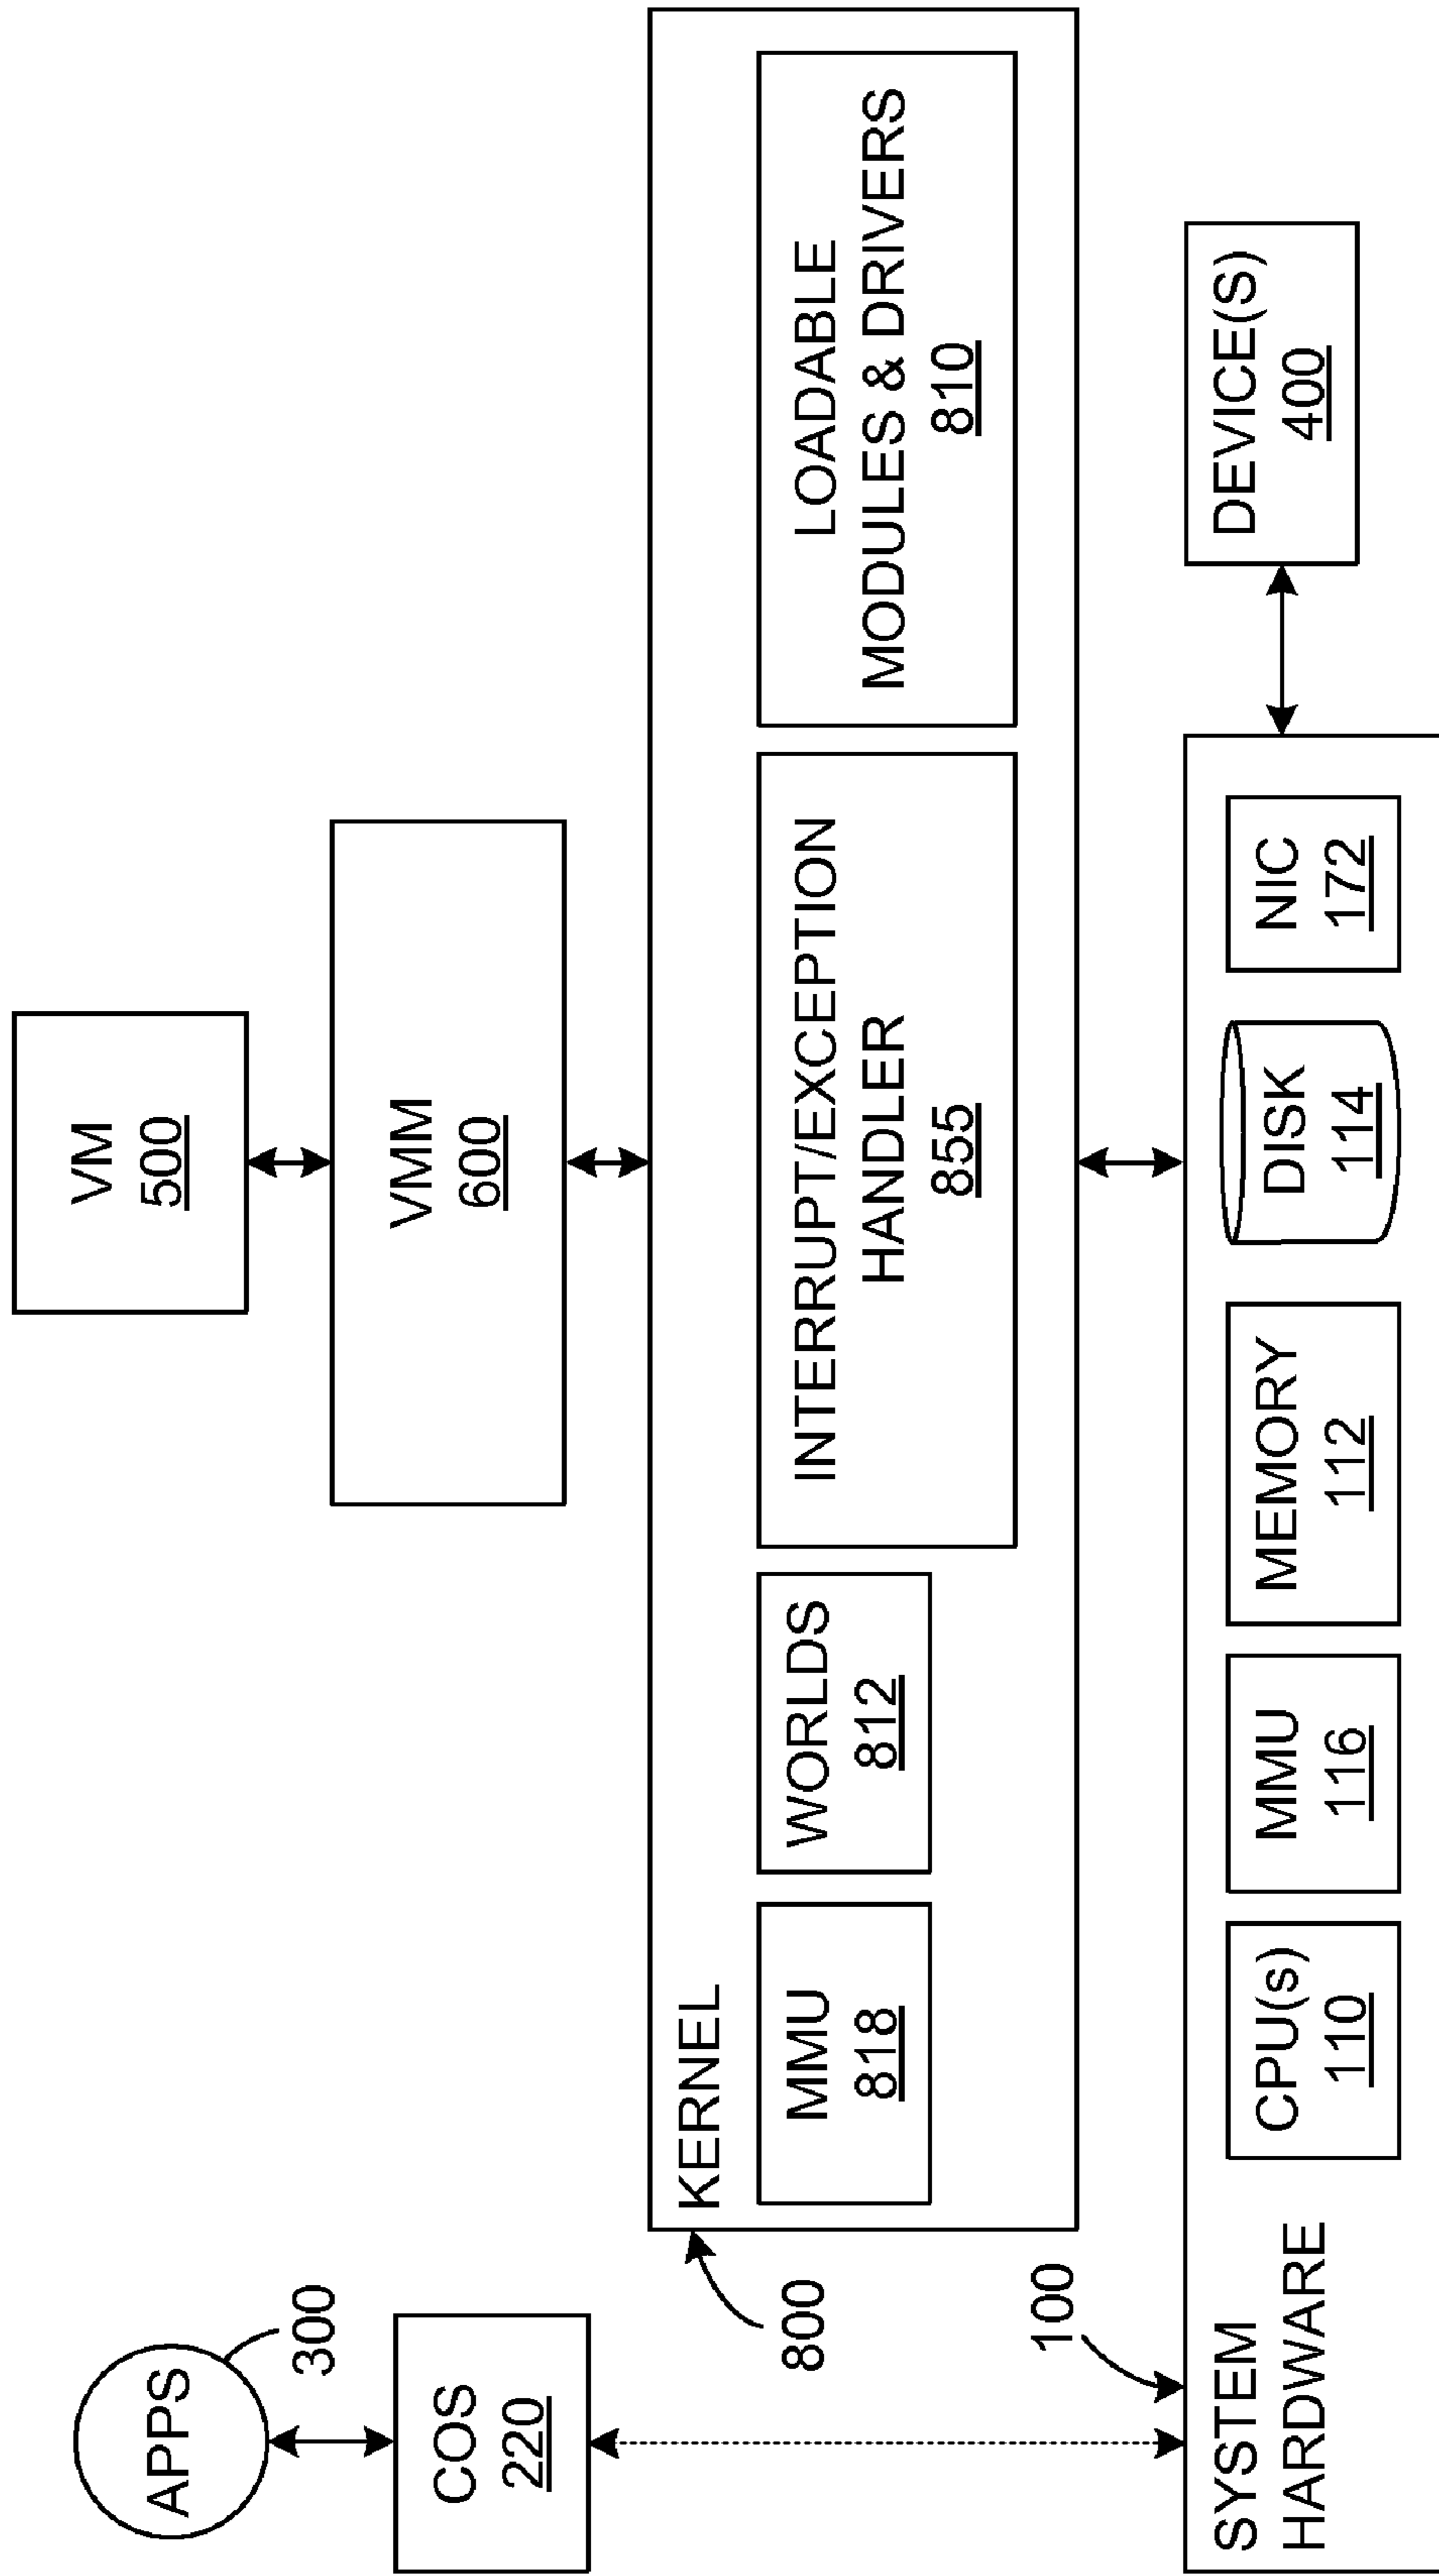 APPS
300
COS
220
VM
500
VMM
600
KERNEL
800
MMU
818
WORLDS
812
INTERRUPT/EXCEPTION
HANDLER
855
LOADABLE
MODULES & DRIVERS
810
100
SYSTEM
HARDWARE
CPU(s)
110
MMU
116
MEMORY
112
DISK
114
NIC
172
DEVICE(S)
400